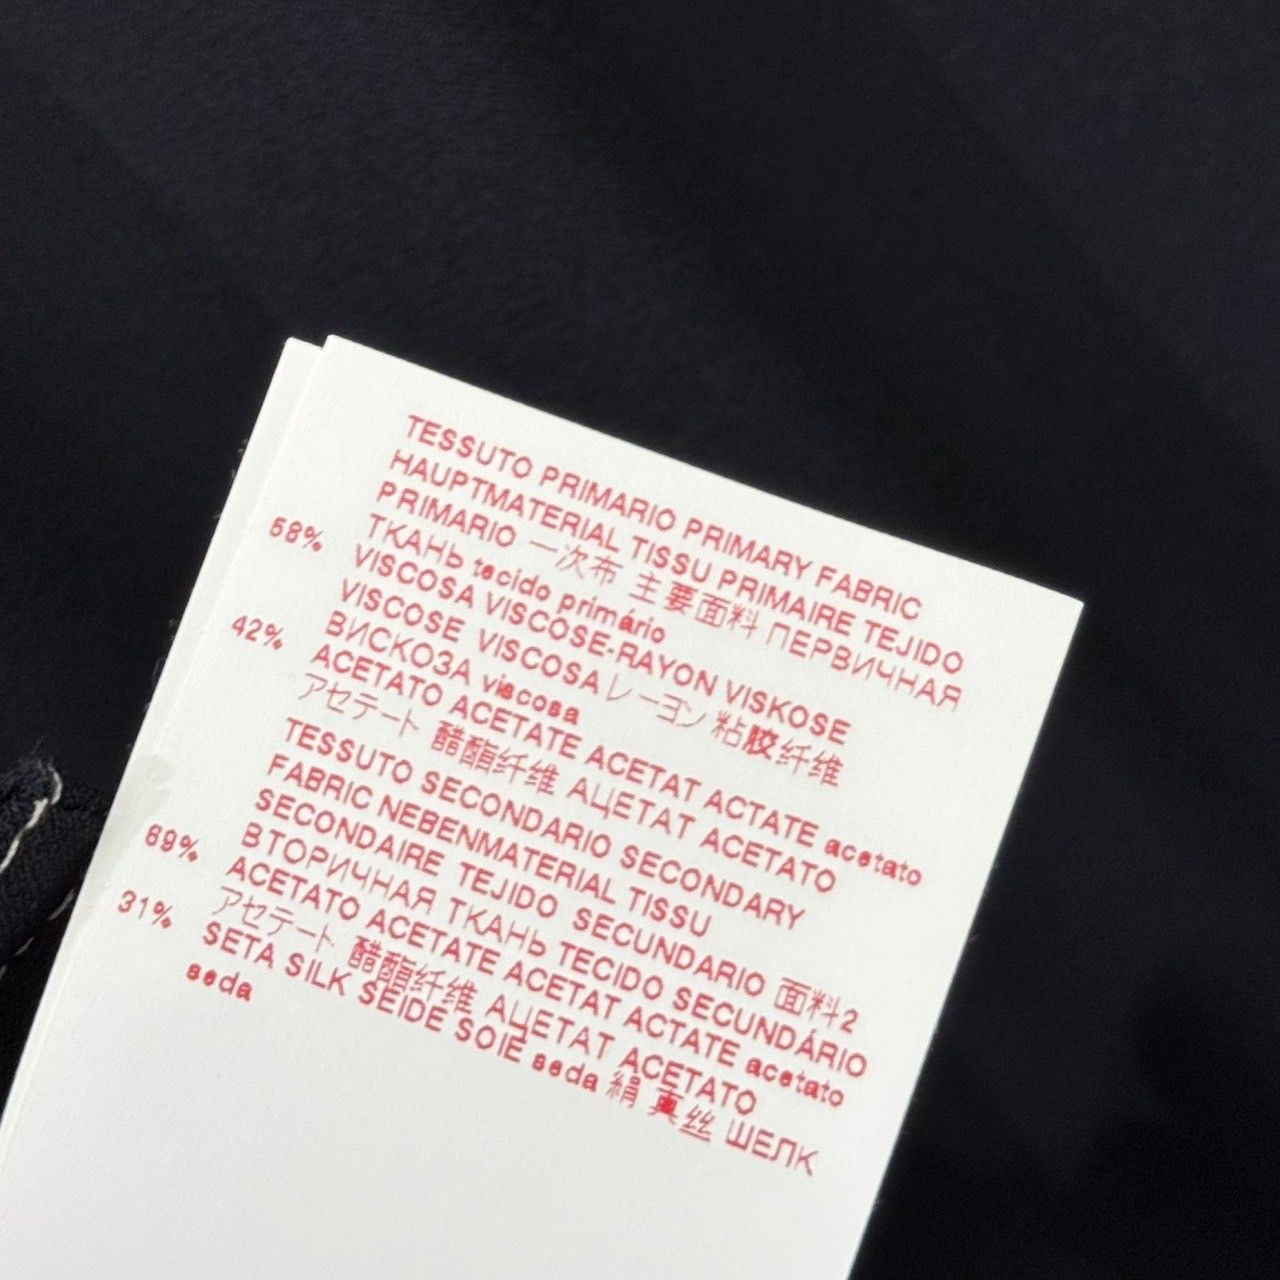 TESSUTO PRIMARIO PRIMARY FABRIC
HAUPTMATERIAL TISSU PRIMAIRE TEJIDO
PRIMARIO 一次布 主要面料 ПЕРВИЧНАЯ
ТКАНЬ tecido primário
58% VISCOSA VISCOSE-RAYON VISKOSE
VISCOSE VISCOSA レーヨン 粘胶纤维
ВИСКОЗА viscosa
42% ACETATO ACETATE ACETAT ACTATE acetato
アセテート 醋酯纤维 АЦЕТАТ ACETATO
TESSUTO SECONDARIO SECONDARY
FABRIC NEBENMATERIAL TISSU
SECONDAIRE TEJIDO SECUNDARIO 面料2
ВТОРИЧНАЯ ТКАНЬ TECIDO SECUNDÁRIO
69% ACETATO ACETATE ACETAT ACTATE acetato
アセテート 醋酯纤维 АЦЕТАТ ACETATO
31% SETA SILK SEIDE SOIE seda 絹 真丝 ШЕЛК
seda